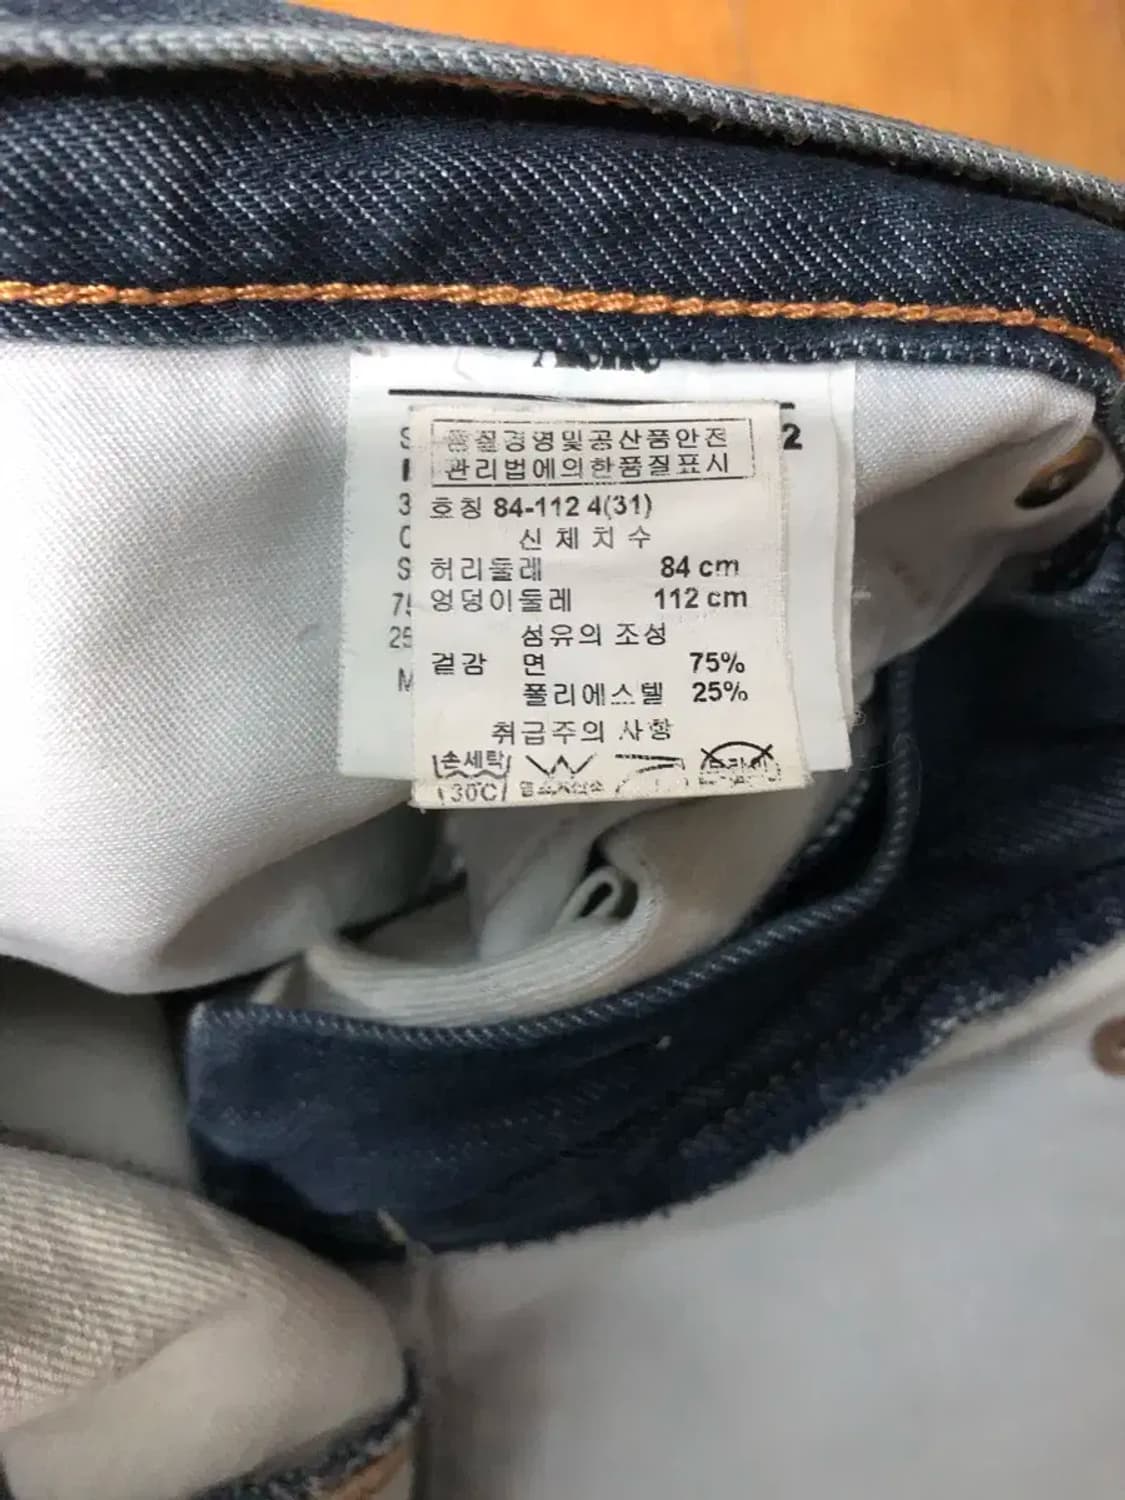 2
품질경영및공산품안전
관리법에의한품질표시
호칭 84-112 4(31)
신체치수
허리둘레 84 cm
엉덩이둘레 112 cm
섬유의 조성
겉감 면 75%
폴리에스텔 25%
취급주의 사항
손세탁
30℃